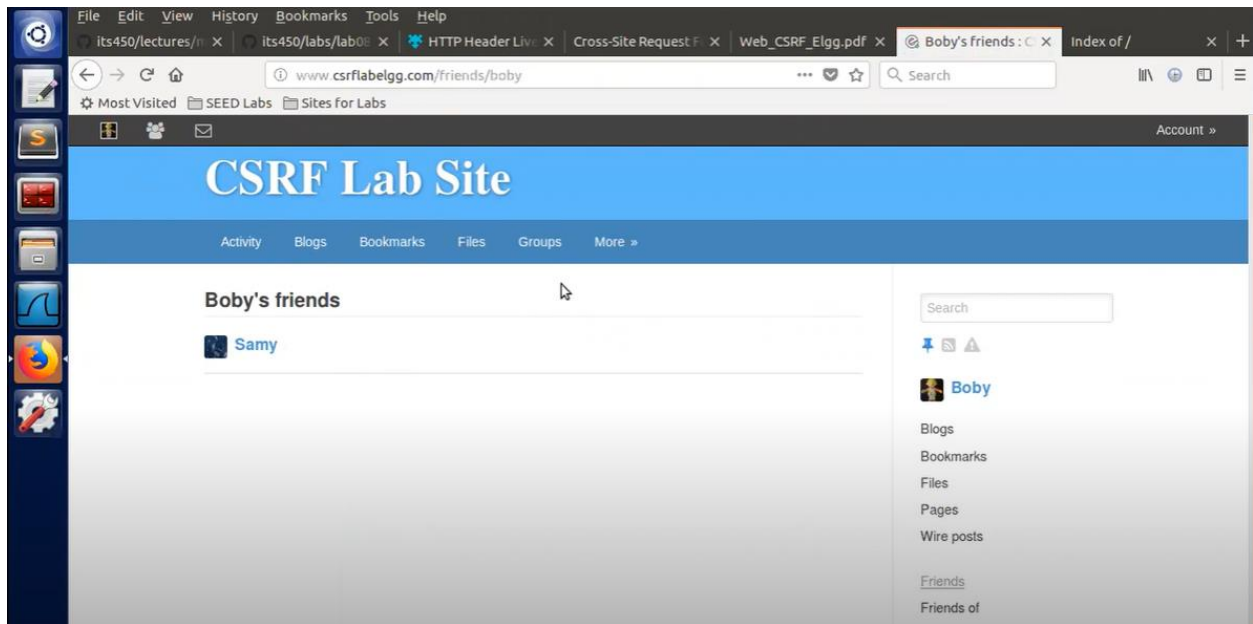 File Edit View History Bookmarks Tools Help
its450/lectures/
its450/labs/lab08
HTTP Header Live
Cross-Site Request F
Web_CSRF_Elgg.pdf
Boby's friends : C
Index of /
www.csrflabelgg.com/friends/boby
Search
Most Visited SEED Labs Sites for Labs
Account »
CSRF Lab Site
Activity Blogs Bookmarks Files Groups More »
Boby's friends
Samy
Search
Boby
Blogs
Bookmarks
Files
Pages
Wire posts
Friends
Friends of